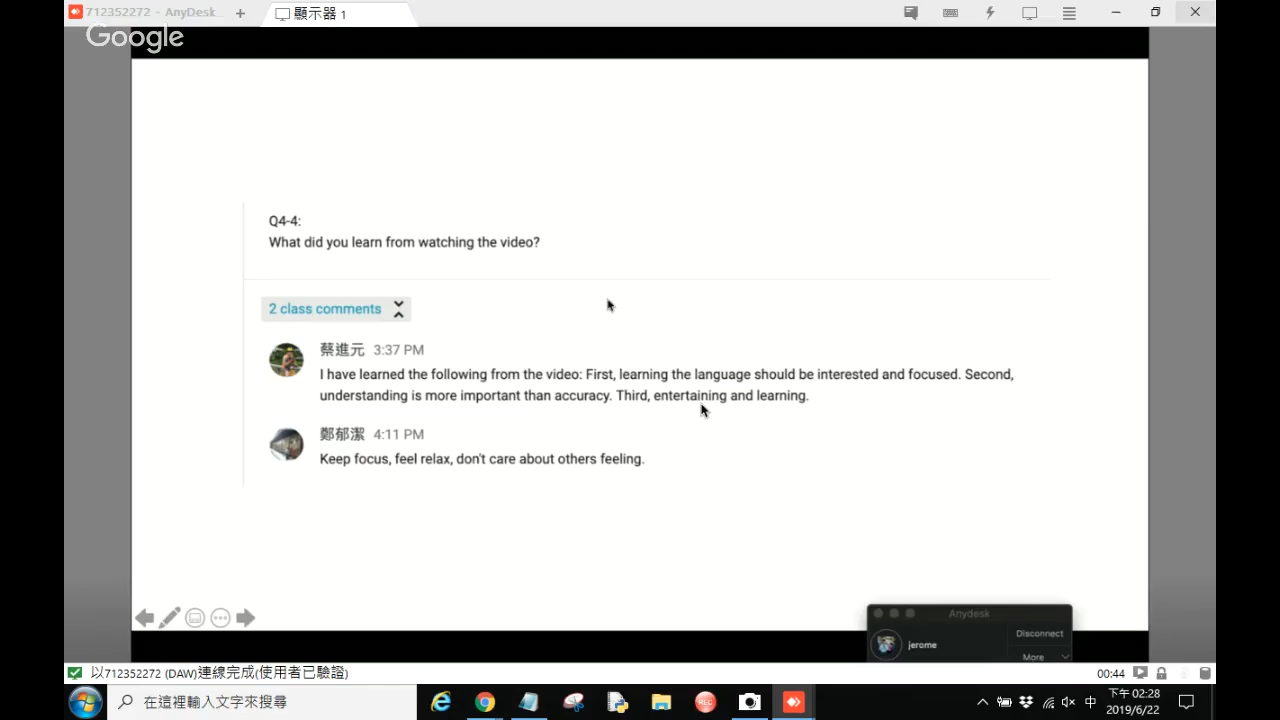 712352272 - AnyDesk
顯示器 1
Google
Q4-4:
What did you learn from watching the video?
2 class comments
蔡進元 3:37 PM
I have learned the following from the video: First, learning the language should be interested and focused. Second,
understanding is more important than accuracy. Third, entertaining and learning.
鄭郁潔 4:11 PM
Keep focus, feel relax, don't care about others feeling.
Anydesk
Disconnect
jerome
More
以712352272 (DAW)連線完成(使用者已驗證)
00:44
在這裡輸入文字來搜尋
REC
中
下午 02:28
2019/6/22